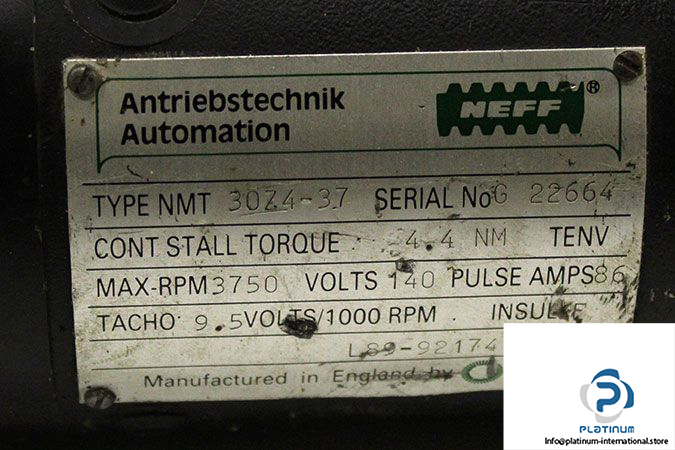 Antriebstechnik
Automation
NEFF ®
TYPE NMT 30Z4-37 SERIAL No G 22664
CONT STALL TORQUE 4.4 NM TENV
MAX-RPM 3750 VOLTS 140 PULSE AMPS 86
TACHO 9.5 VOLTS/1000 RPM. INSUL F
L89-92174
Manufactured in England by
PLATINUM
Info@platinum-international.store